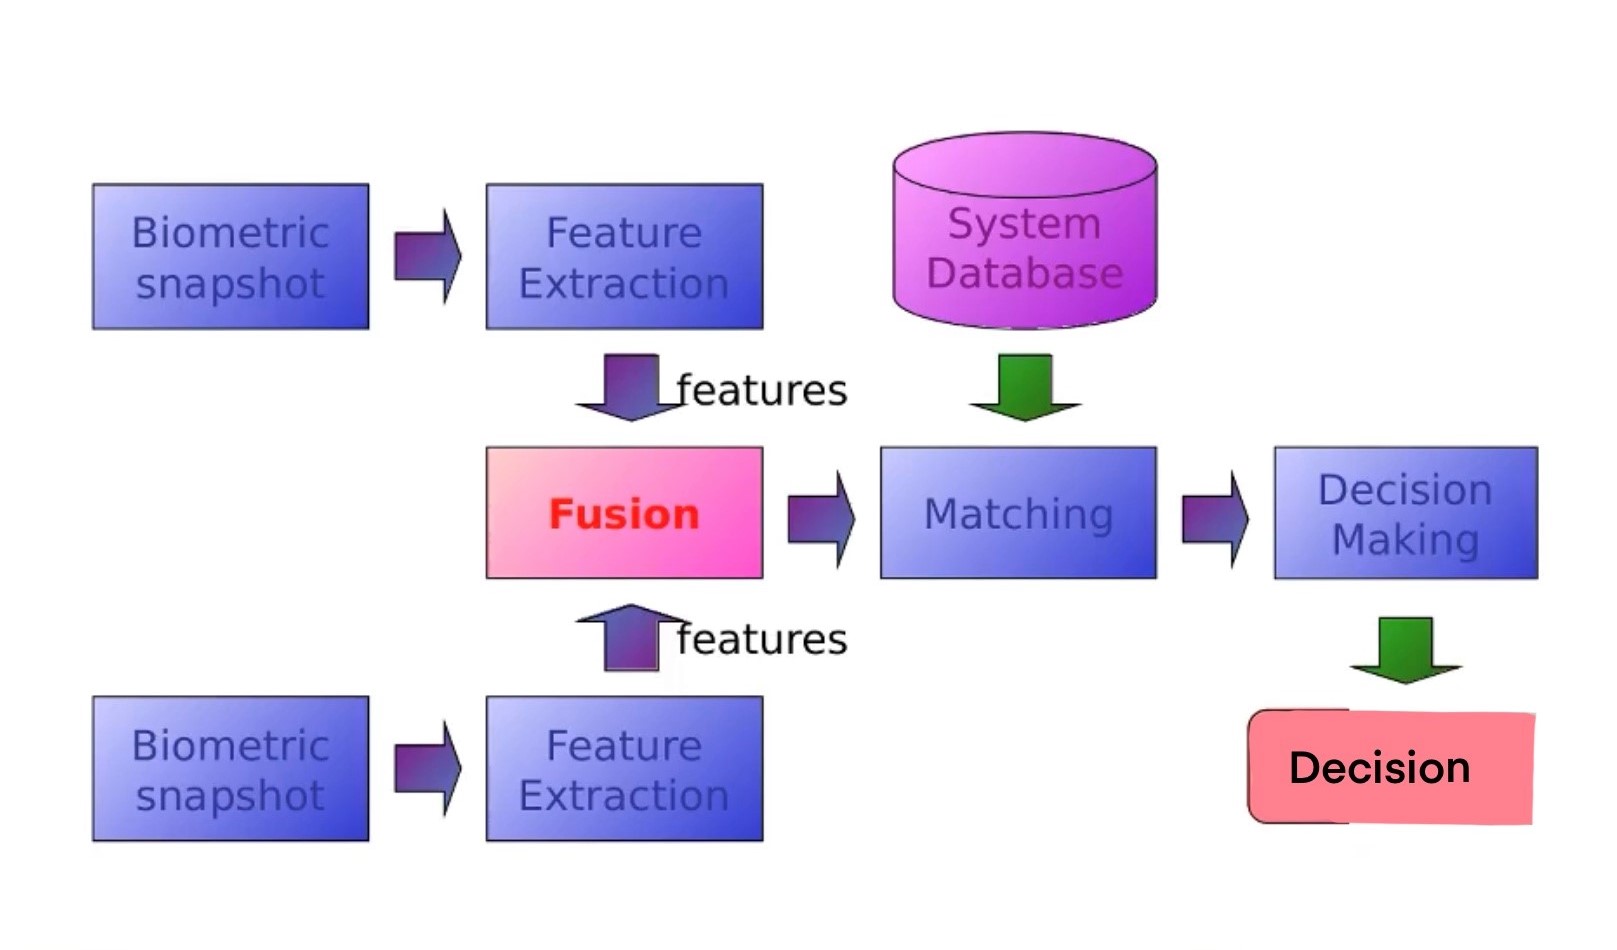 Biometric
snapshot
Feature
Extraction
System
Database
features
Fusion
Matching
Decision
Making
features
Biometric
snapshot
Feature
Extraction
Decision